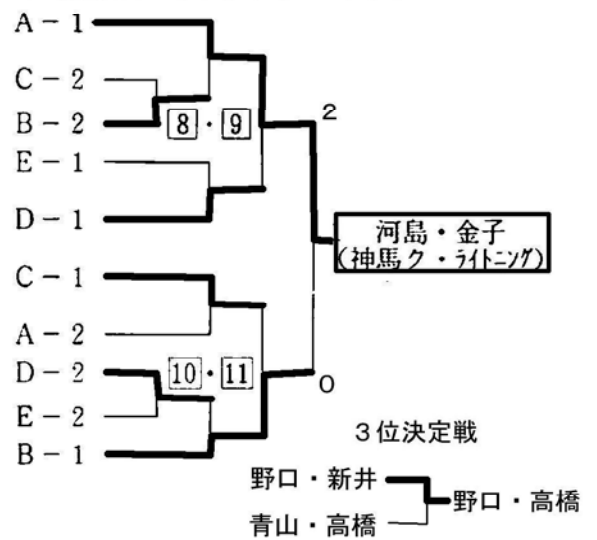 A－1
C－2
B－2
8・9
E－1
D－1
2
河島・金子
(神馬ク・ライトニング)
C－1
A－2
D－2
10・11
E－2
B－1
0
3位決定戦
野口・新井
野口・高橋
青山・高橋